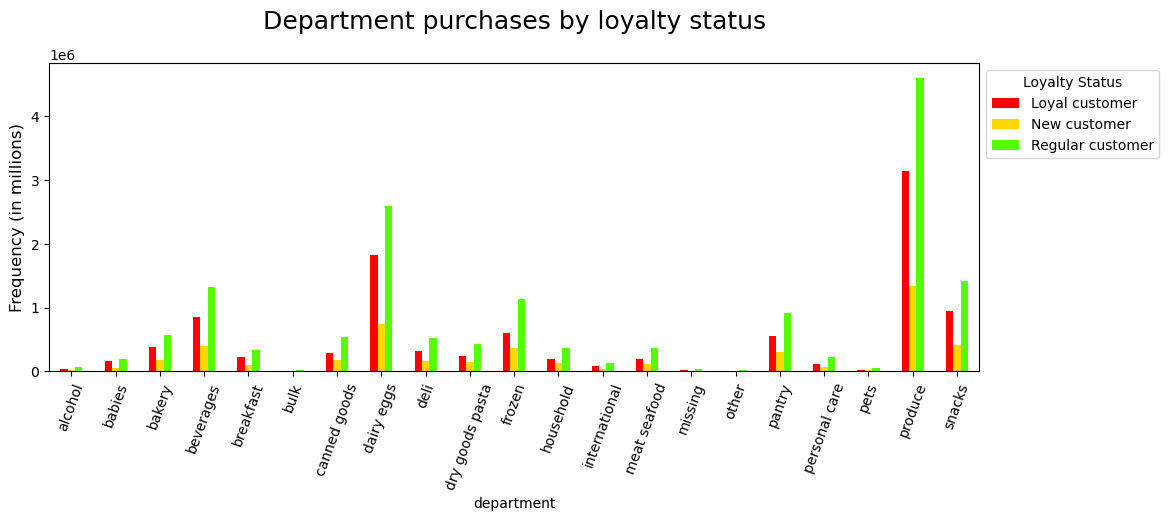 Department purchases by loyalty status
1e6
Frequency (in millions)
4
3
2
1
0
Loyalty Status
Loyal customer
New customer
Regular customer
alcohol
babies
bakery
beverages
breakfast
bulk
canned goods
dairy eggs
deli
dry goods pasta
frozen
household
international
meat seafood
missing
other
pantry
personal care
pets
produce
snacks
department